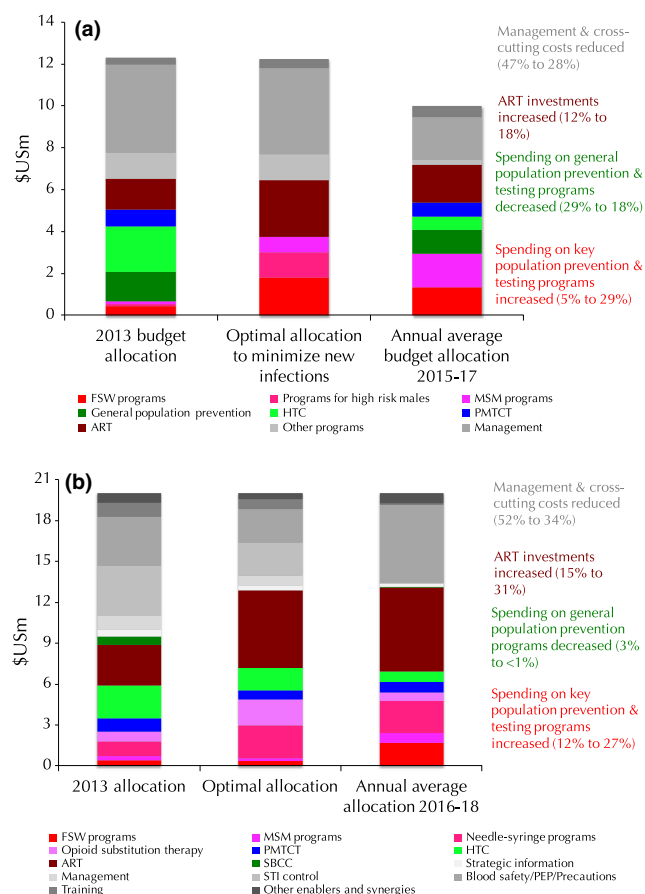 (a)
14
12
10
8
6
4
2
0
$USm
2013 budget
allocation
Optimal allocation
to minimize new
infections
Annual average
budget allocation
2015-17
Management & cross-
cutting costs reduced
(47% to 28%)
ART investments
increased (12% to
18%)
Spending on general
population prevention &
testing programs
decreased (29% to 18%)
Spending on key
population prevention &
testing programs
increased (5% to 29%)
FSW programs
Programs for high risk males
MSM programs
General population prevention
HTC
PMTCT
ART
Other programs
Management
(b)
21
18
15
12
9
6
3
0
$USm
2013 allocation
Optimal allocation
Annual average
allocation 2016-18
Management & cross-
cutting costs reduced
(52% to 34%)
ART investments
increased (15% to
31%)
Spending on general
population prevention
programs decreased (3%
to <1%)
Spending on key
population prevention &
testing programs
increased (12% to 27%)
FSW programs
MSM programs
Needle-syringe programs
Opioid substitution therapy
PMTCT
HTC
ART
SBCC
Strategic information
Management
STI control
Blood safety/PEP/Precautions
Training
Other enablers and synergies